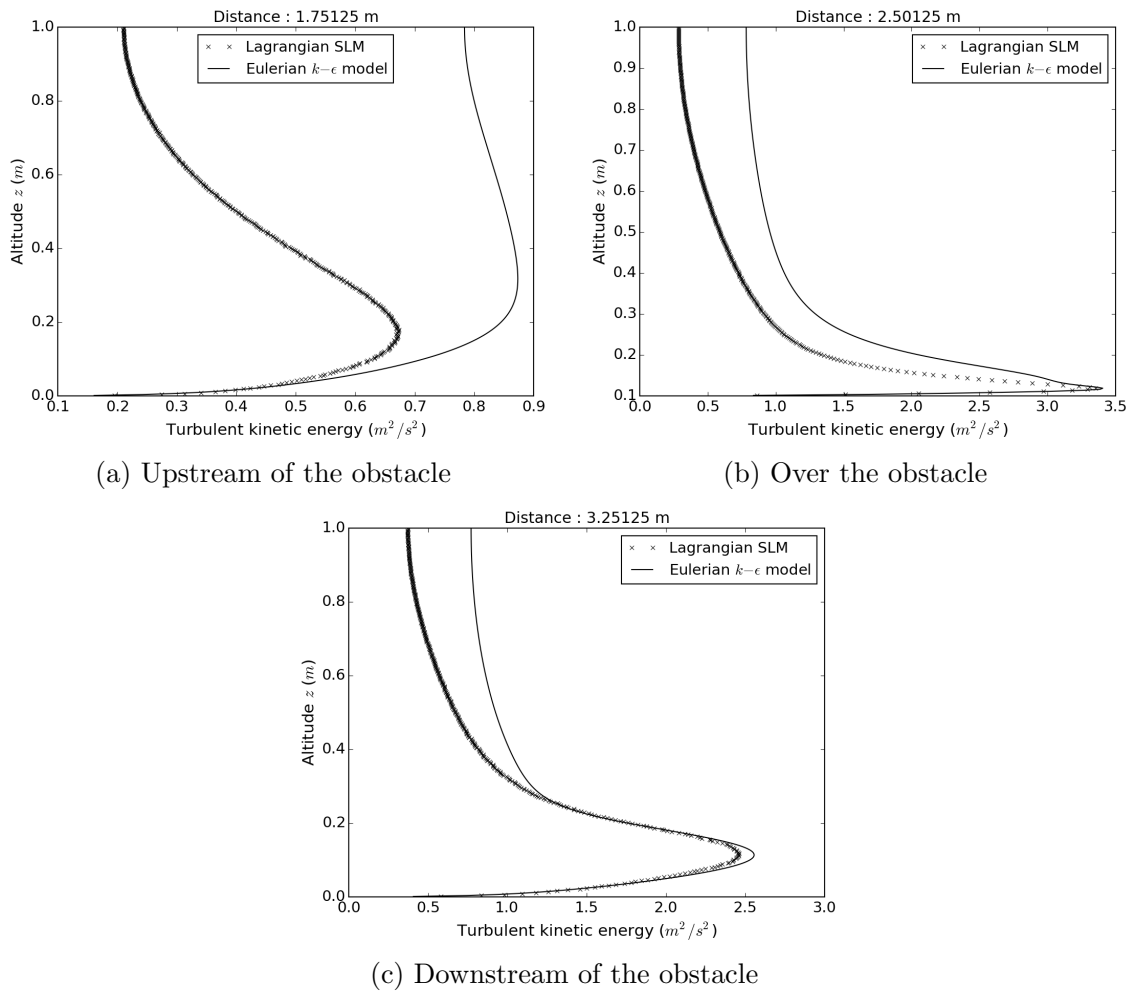 Distance : 1.75125 m
1.0
0.8
0.6
0.4
0.2
0.0
Altitude z (m)
× × Lagrangian SLM
Eulerian k−ϵ model
0.1 0.2 0.3 0.4 0.5 0.6 0.7 0.8 0.9
Turbulent kinetic energy (m²/s²)
(a) Upstream of the obstacle
Distance : 2.50125 m
1.0
0.9
0.8
0.7
0.6
0.5
0.4
0.3
0.2
0.1
Altitude z (m)
× × Lagrangian SLM
Eulerian k−ϵ model
0.0 0.5 1.0 1.5 2.0 2.5 3.0 3.5
Turbulent kinetic energy (m²/s²)
(b) Over the obstacle
Distance : 3.25125 m
1.0
0.8
0.6
0.4
0.2
0.0
Altitude z (m)
× × Lagrangian SLM
Eulerian k−ϵ model
0.0 0.5 1.0 1.5 2.0 2.5 3.0
Turbulent kinetic energy (m²/s²)
(c) Downstream of the obstacle